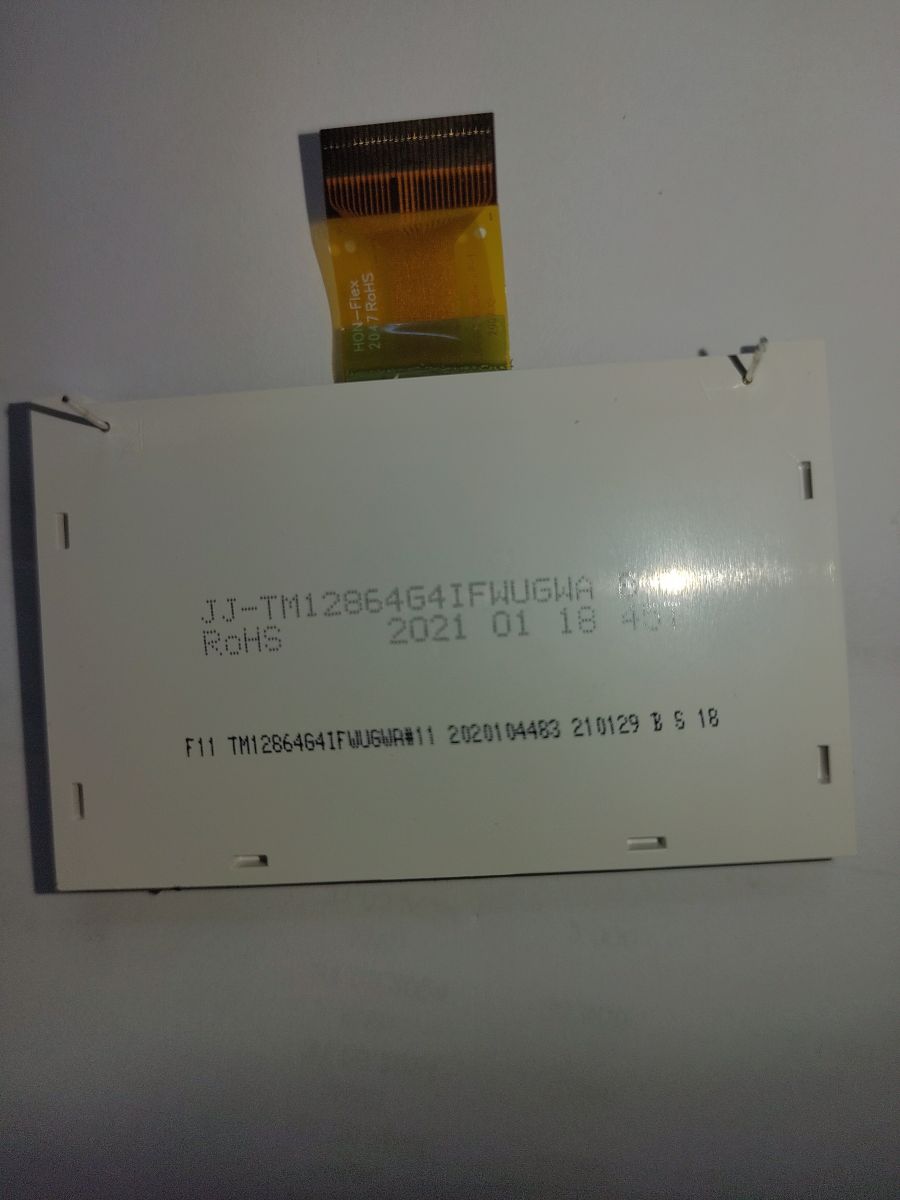 HON-Flex
2047 RoHS
JJ-TM12864G4IFWUGWA
RoHS 2021 01 18
F11 TM12864G4IFWUGWA#11 2020104483 210129 B S 18